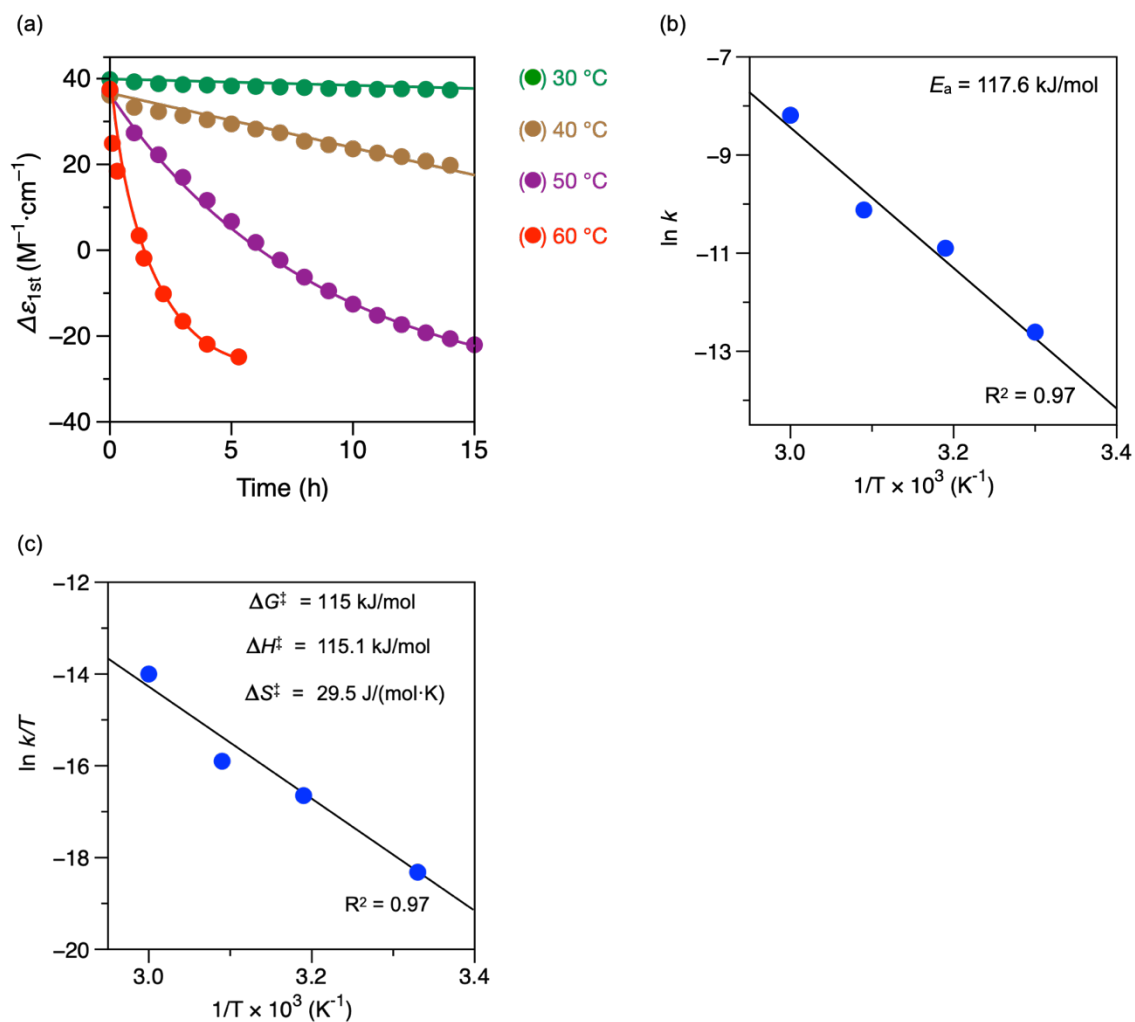 (a)
Δε1st (M⁻¹·cm⁻¹)
40
20
0
−20
−40
0
5
10
15
Time (h)
(●) 30 °C
(●) 40 °C
(●) 50 °C
(●) 60 °C
(b)
ln k
−7
−9
−11
−13
Ea = 117.6 kJ/mol
R² = 0.97
3.0
3.2
3.4
1/T × 10³ (K⁻¹)
(c)
ln k/T
−12
−14
−16
−18
−20
ΔG‡ = 115 kJ/mol
ΔH‡ = 115.1 kJ/mol
ΔS‡ = 29.5 J/(mol·K)
R² = 0.97
3.0
3.2
3.4
1/T × 10³ (K⁻¹)